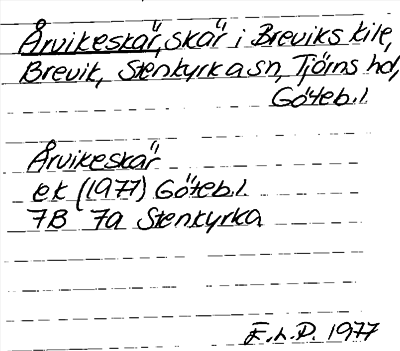 Årvikeskär, skär i Breviks kile,
Brevik, Stenkyrka sn, Tjörns hd,
Göteb.l.
Årvikeskär
ek (1977) Göteb.l.
7B 7a Stenkyrka
E.h.D. 1977